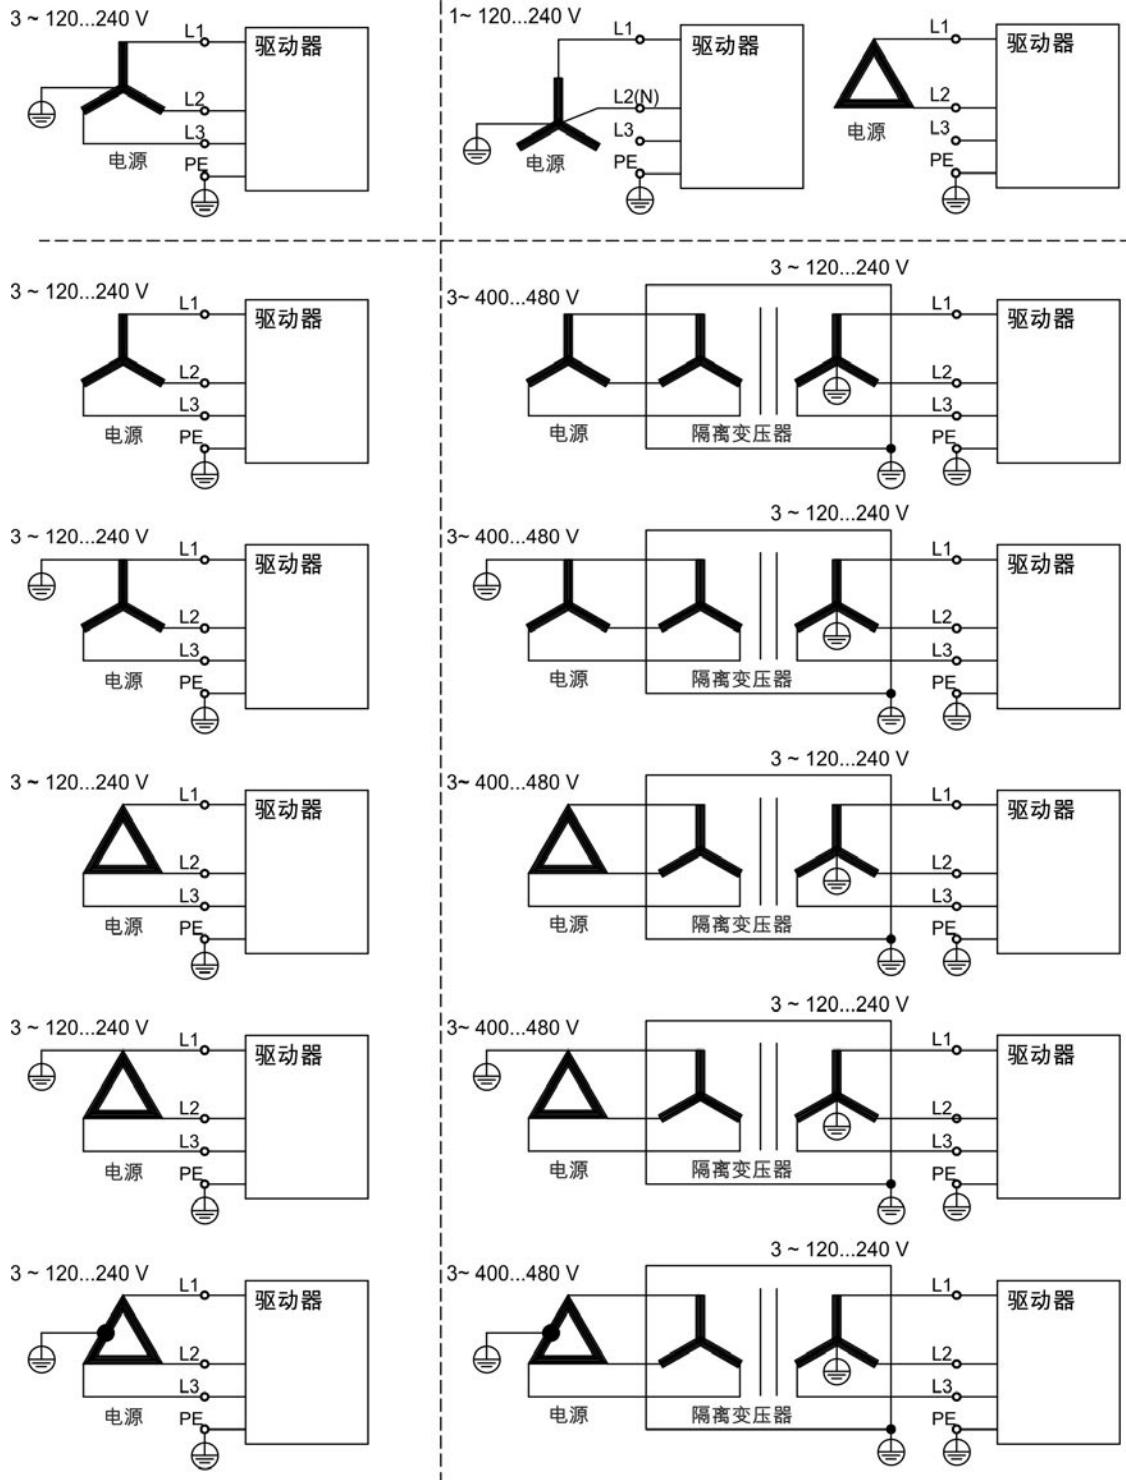 3 ~ 120...240 V
L1
驱动器
L2
L3
电源
PE
1~ 120...240 V
L1
驱动器
L2(N)
L3
电源
PE
L1
驱动器
L2
电源
L3
PE
3 ~ 120...240 V
L1
驱动器
L2
L3
电源
PE
3 ~ 120...240 V
3~ 400...480 V
L1
驱动器
L2
L3
电源
隔离变压器
PE
3 ~ 120...240 V
L1
驱动器
L2
L3
电源
PE
3 ~ 120...240 V
3~ 400...480 V
L1
驱动器
L2
L3
电源
隔离变压器
PE
3 ~ 120...240 V
L1
驱动器
L2
L3
电源
PE
3 ~ 120...240 V
3~ 400...480 V
L1
驱动器
L2
L3
电源
隔离变压器
PE
3 ~ 120...240 V
L1
驱动器
L2
L3
电源
PE
3 ~ 120...240 V
3~ 400...480 V
L1
驱动器
L2
L3
电源
隔离变压器
PE
3 ~ 120...240 V
L1
驱动器
L2
L3
电源
PE
3 ~ 120...240 V
3~ 400...480 V
L1
驱动器
L2
L3
电源
隔离变压器
PE